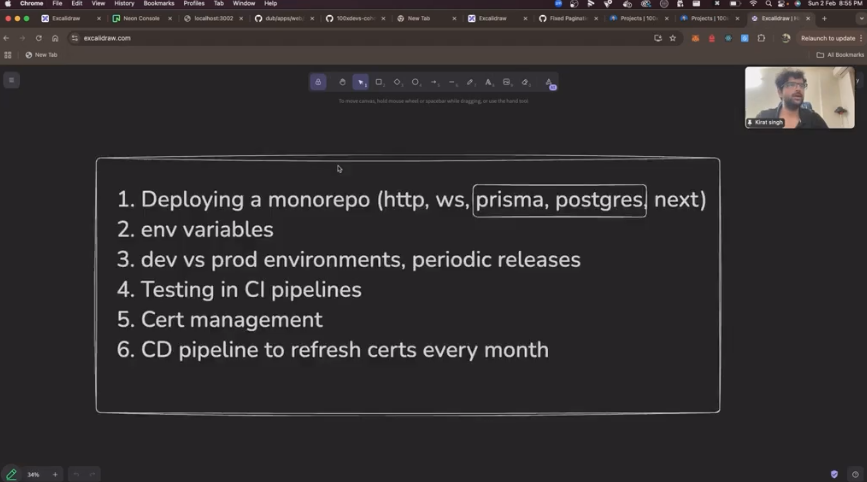 Chrome File Edit View History Bookmarks Profiles Tab Window Help
Sun 2 Feb 8:55 PM
Excalidraw
Neon Console
localhost:3002
dub/apps/web
100xdevs-coh
New Tab
Excalidraw
Fixed Paginati
Projects | 100x
Projects | 100x
Excalidraw |
excalidraw.com
Relaunch to update
New Tab
All Bookmarks
To move canvas, hold mouse wheel or spacebar while dragging, or use the hand tool
Kirat singh
1. Deploying a monorepo (http, ws, prisma, postgres, next)
2. env variables
3. dev vs prod environments, periodic releases
4. Testing in CI pipelines
5. Cert management
6. CD pipeline to refresh certs every month
34%